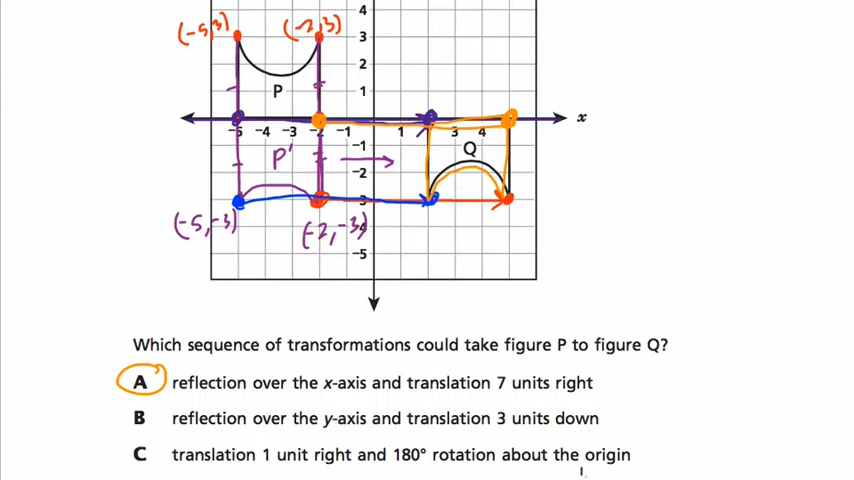 4
(-5,3) (-2,3) 3
2
P 1
x
-5 -4 -3 -2 -1 1 3 4
P' -1 Q
-2
-3
(-5,-3) (-2,-3) -4
-5
Which sequence of transformations could take figure P to figure Q?
A reflection over the x-axis and translation 7 units right
B reflection over the y-axis and translation 3 units down
C translation 1 unit right and 180° rotation about the origin